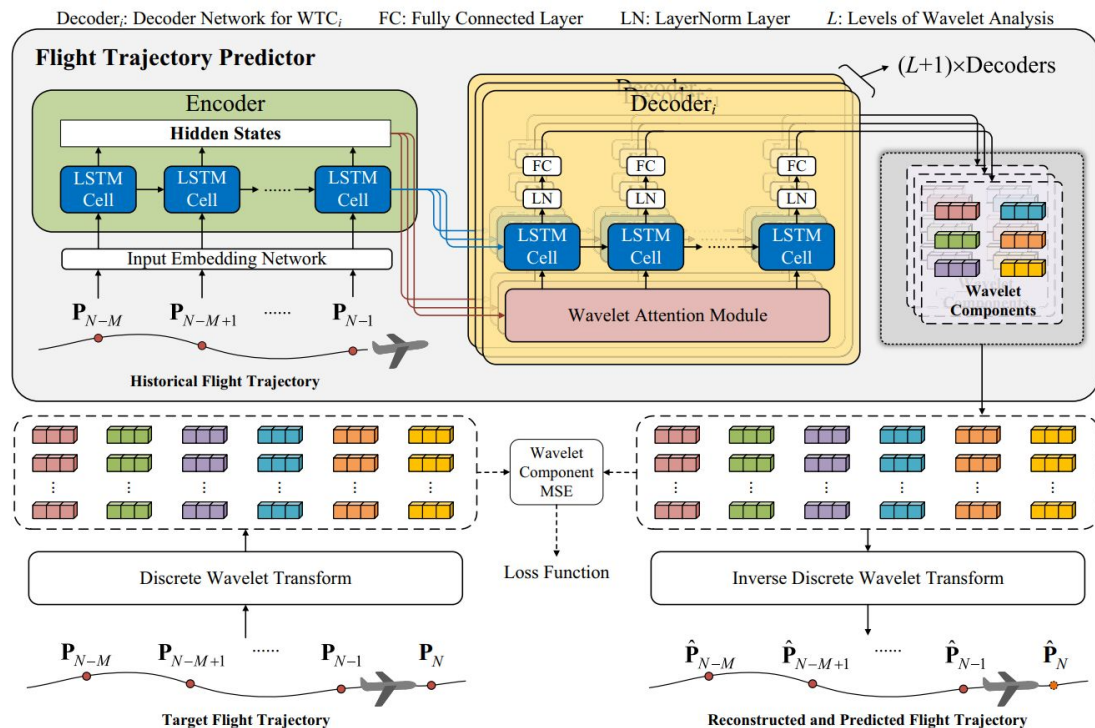 Decoderᵢ: Decoder Network for WTCᵢ FC: Fully Connected Layer LN: LayerNorm Layer L: Levels of Wavelet Analysis
Flight Trajectory Predictor
(L+1)×Decoders
Encoder
Hidden States
LSTM Cell
LSTM Cell
......
LSTM Cell
Input Embedding Network
P_{N-M}
P_{N-M+1}
......
P_{N-1}
Historical Flight Trajectory
Decoderᵢ
FC
FC
FC
LN
LN
LN
LSTM Cell
LSTM Cell
......
LSTM Cell
Wavelet Attention Module
Wavelet
Components
Wavelet
Component
MSE
Loss Function
Discrete Wavelet Transform
P_{N-M}
P_{N-M+1}
......
P_{N-1}
P_N
Target Flight Trajectory
Inverse Discrete Wavelet Transform
P̂_{N-M}
P̂_{N-M+1}
......
P̂_{N-1}
P̂_N
Reconstructed and Predicted Flight Trajectory